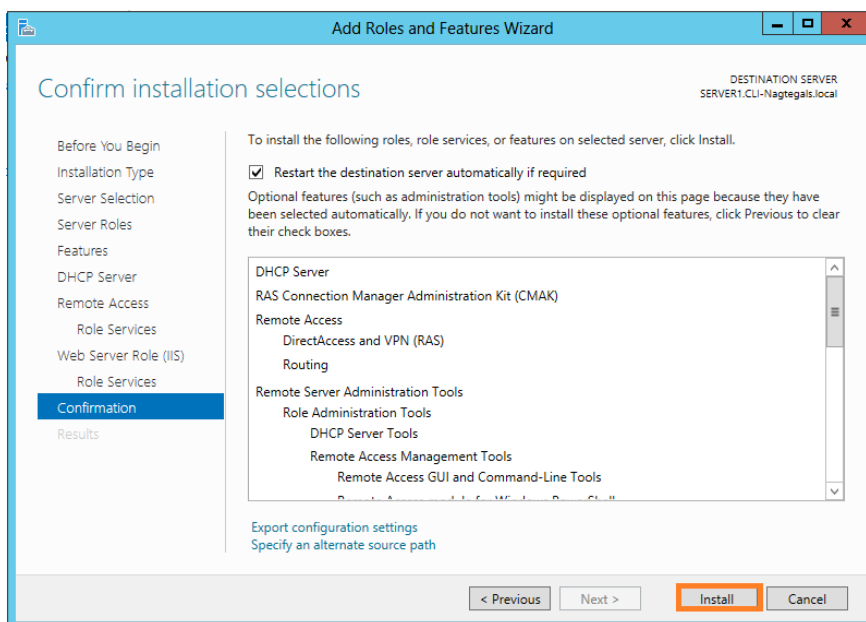 Add Roles and Features Wizard
Confirm installation selections
DESTINATION SERVER
SERVER1.CLI-Nagtegals.local
Before You Begin
Installation Type
Server Selection
Server Roles
Features
DHCP Server
Remote Access
Role Services
Web Server Role (IIS)
Role Services
Confirmation
Results
To install the following roles, role services, or features on selected server, click Install.
Restart the destination server automatically if required
Optional features (such as administration tools) might be displayed on this page because they have
been selected automatically. If you do not want to install these optional features, click Previous to clear
their check boxes.
DHCP Server
RAS Connection Manager Administration Kit (CMAK)
Remote Access
DirectAccess and VPN (RAS)
Routing
Remote Server Administration Tools
Role Administration Tools
DHCP Server Tools
Remote Access Management Tools
Remote Access GUI and Command-Line Tools
Remote Access module for Windows PowerShell
Export configuration settings
Specify an alternate source path
< Previous
Next >
Install
Cancel